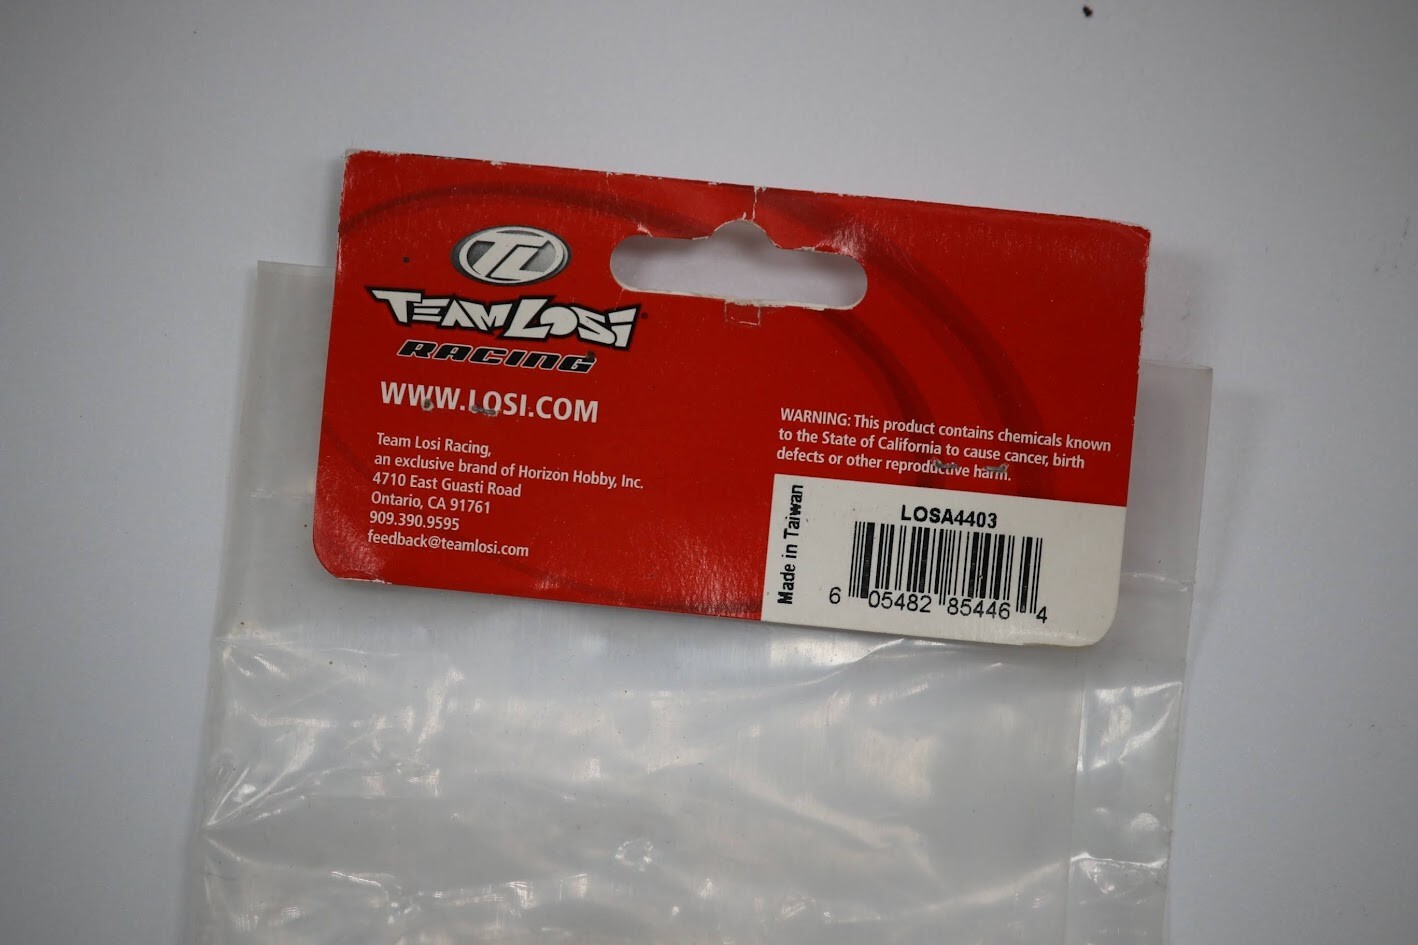 TL
TEAM LOSI
RACING
WWW.LOSI.COM
Team Losi Racing,
an exclusive brand of Horizon Hobby, Inc.
4710 East Guasti Road
Ontario, CA 91761
909.390.9595
feedback@teamlosi.com
WARNING: This product contains chemicals known
to the State of California to cause cancer, birth
defects or other reproductive harm.
Made in Taiwan
LOSA4403
6 05482 85446 4